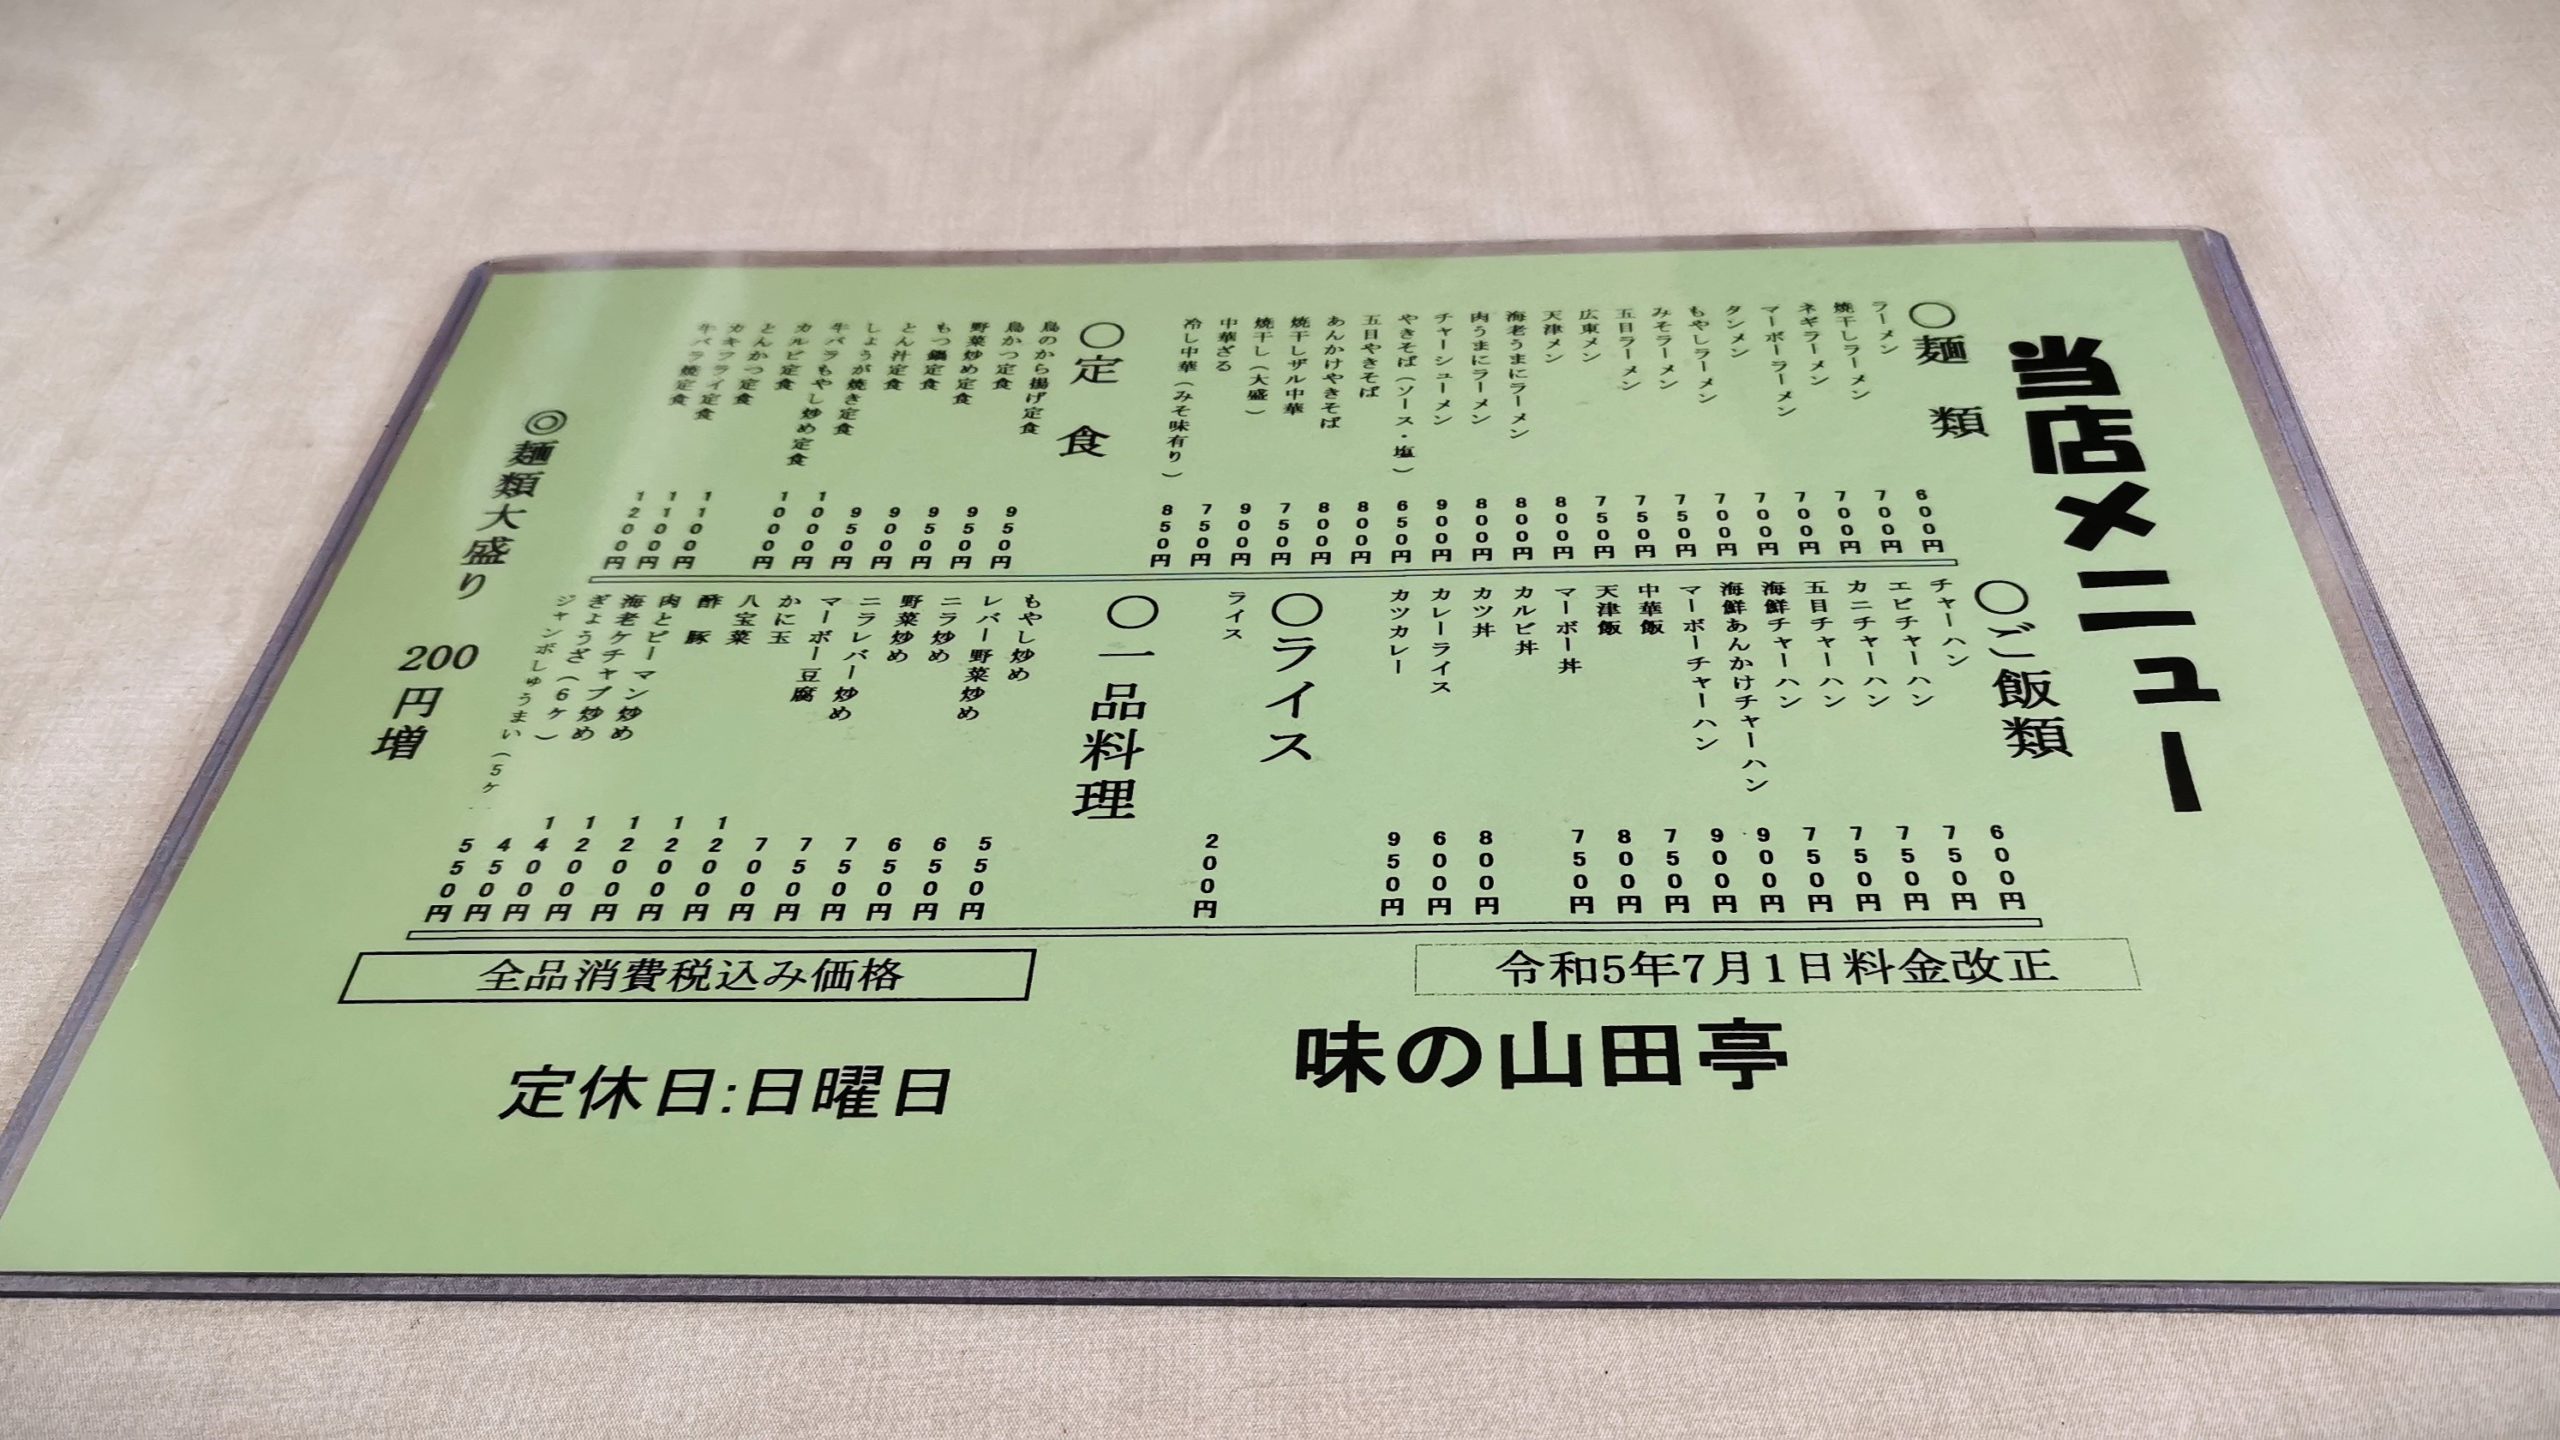 当店メニュー
〇麺 類
ラーメン 600円
焼干しラーメン 700円
ネギラーメン 700円
マーボーラーメン 700円
タンメン 700円
もやしラーメン 700円
みそラーメン 750円
五目ラーメン 750円
広東メン 750円
天津メン 800円
海老うまにラーメン 800円
肉うまにラーメン 800円
チャーシューメン 900円
やきそば(ソース・塩) 650円
五目やきそば 800円
あんかけやきそば 800円
焼干しザル中華 750円
焼干し(大盛) 900円
中華ざる 750円
冷し中華(みそ味有り) 850円
〇定 食
鳥のから揚げ定食 950円
鳥かつ定食 950円
野菜炒め定食 950円
もつ鍋定食 900円
とん汁定食 950円
しょうが焼き定食 1000円
牛バラもやし炒め定食 1000円
カルビ定食
とんかつ定食 1100円
カキフライ定食 1100円
牛バラ焼定食 1200円
〇ご飯類
チャーハン 600円
エビチャーハン 750円
カニチャーハン 750円
五目チャーハン 750円
海鮮チャーハン 750円
海鮮あんかけチャーハン 900円
マーボーチャーハン 900円
中華飯 750円
天津飯 800円
マーボー丼 750円
カルビ丼
カツ丼 800円
カレーライス 600円
カツカレー 950円
〇ライス
ライス 200円
〇一品料理
もやし炒め 550円
レバー野菜炒め 650円
ニラ炒め 650円
野菜炒め 750円
ニラレバー炒め 750円
マーボー豆腐 700円
かに玉 1200円
八宝菜 1200円
酢 豚 1200円
肉とピーマン炒め 1200円
海老ケチャプ炒め 1400円
ぎょうざ(6ヶ) 450円
ジャンボしゅうまい(5ヶ 550円
◎麺類大盛り 200円増
令和5年7月1日料金改正
全品消費税込み価格
味の山田亭
定休日:日曜日